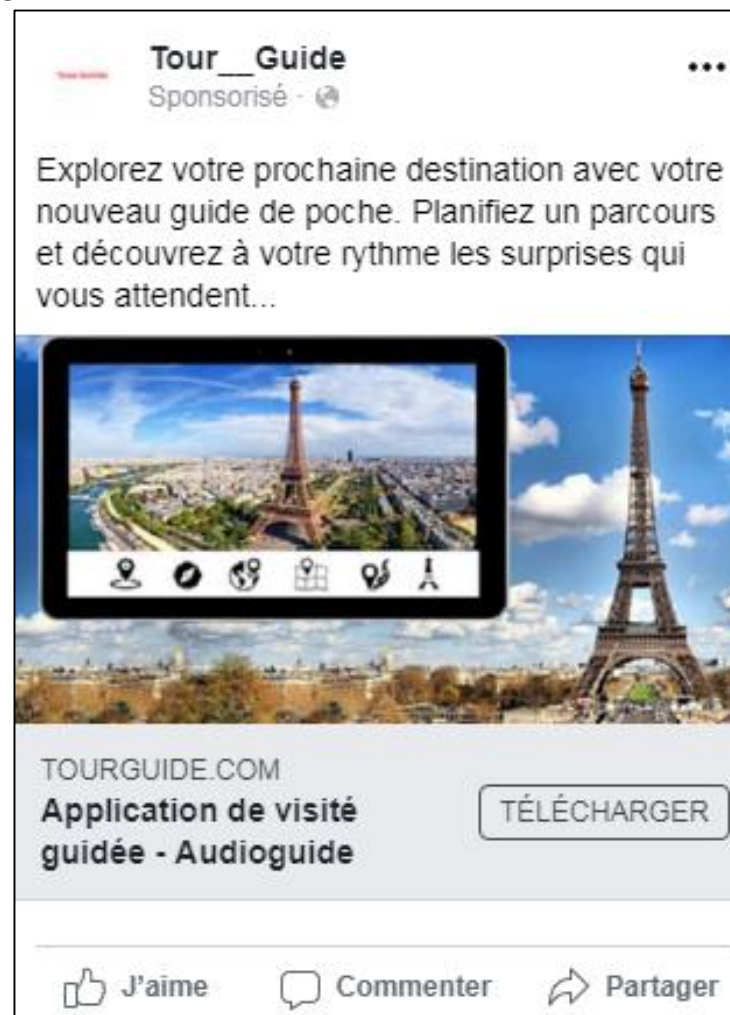 Tour__Guide
Sponsorisé ·
Explorez votre prochaine destination avec votre
nouveau guide de poche. Planifiez un parcours
et découvrez à votre rythme les surprises qui
vous attendent...
TOURGUIDE.COM
Application de visité
guidée - Audioguide
TÉLÉCHARGER
J'aime
Commenter
Partager